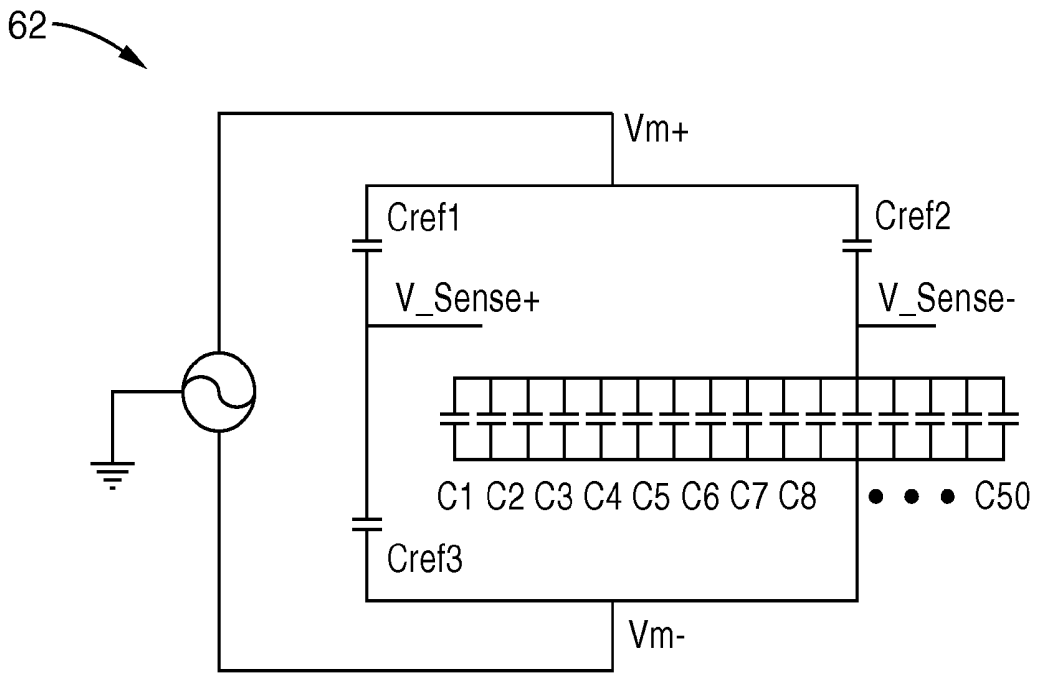 62
Vm+
Cref1
Cref2
V_Sense+
V_Sense-
C1 C2 C3 C4 C5 C6 C7 C8 • • • C50
Cref3
Vm-